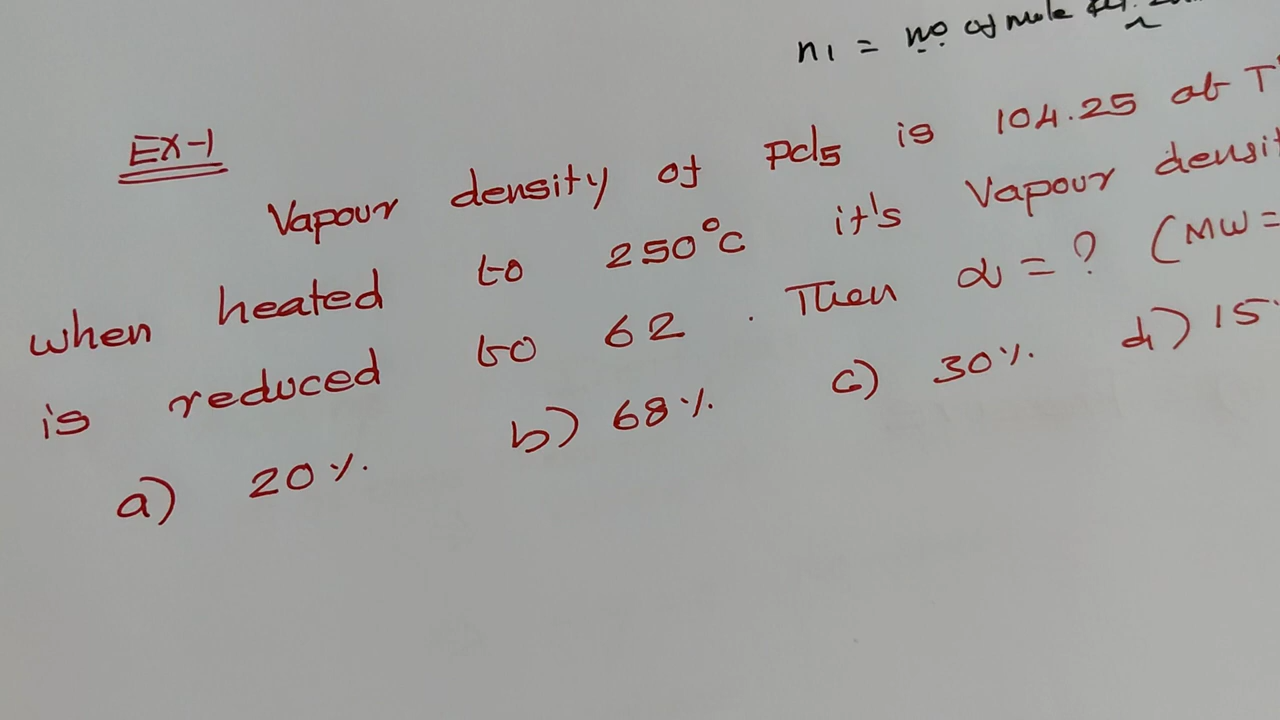 n1 = no of mole
EX-1
Vapour density of Pcl5 is 104.25 at T
when heated to 250°C it's Vapour densit
is reduced to 62. Then α = ? (MW =
a) 20% b) 68% c) 30% d) 15